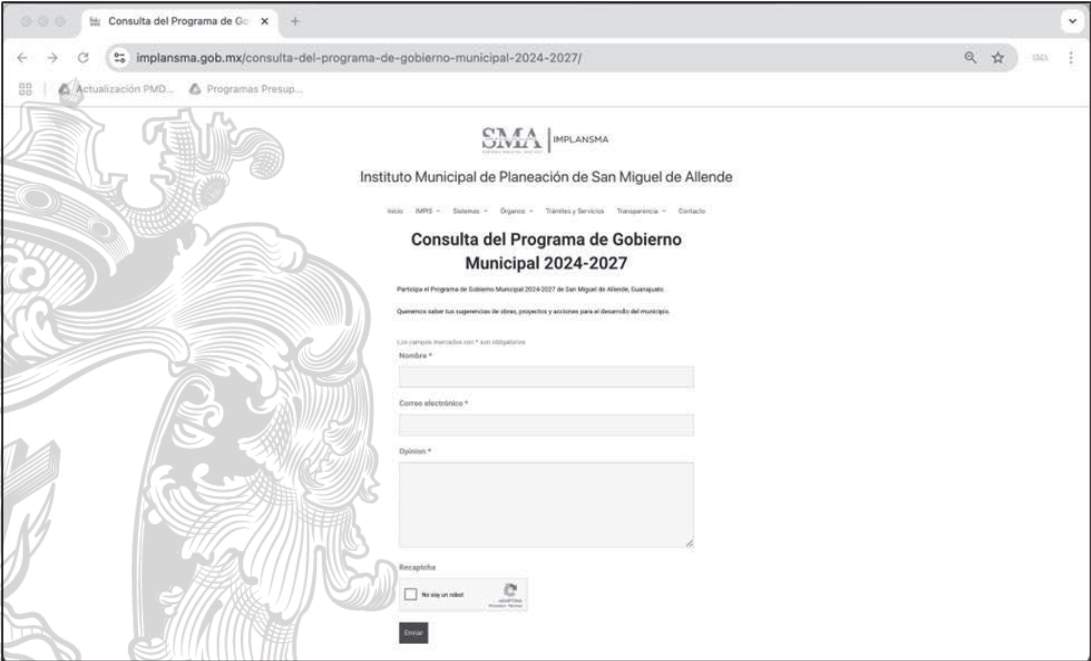 Consulta del Programa de Go
implansma.gob.mx/consulta-del-programa-de-gobierno-municipal-2024-2027/
Actualización PMD...
Programas Presup...
SMA IMPLANSMA
Instituto Municipal de Planeación de San Miguel de Allende
Inicio IMPIS Sistemas Órganos Trámites y Servicios Transparencia Contacto
Consulta del Programa de Gobierno
Municipal 2024-2027
Participa el Programa de Gobierno Municipal 2024-2027 de San Miguel de Allende, Guanajuato.
Queremos saber tus sugerencias de obras, proyectos y acciones para el desarrollo del municipio.
Los campos marcados con * son obligatorios
Nombre *
Correo electrónico *
Opinion *
Recaptcha
No soy un robot
reCAPTCHA
Enviar